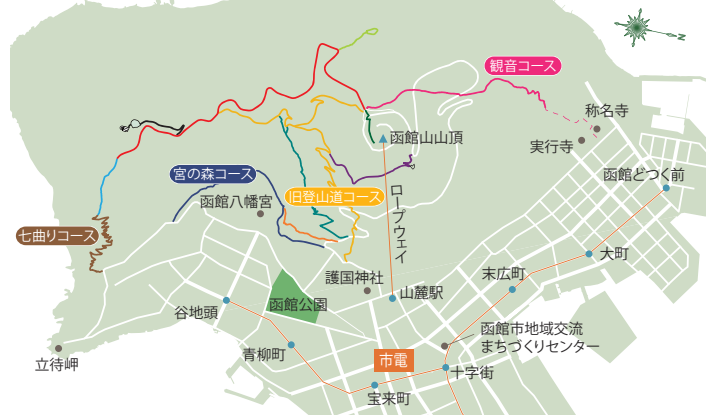 N
観音コース
称名寺
函館山山頂
実行寺
宮の森コース
函館どつく前
旧登山道コース
函館八幡宮
ロープウェイ
七曲りコース
大町
護国神社
末広町
山麓駅
函館公園
谷地頭
函館市地域交流
まちづくりセンター
青柳町
市電
立待岬
十字街
宝来町